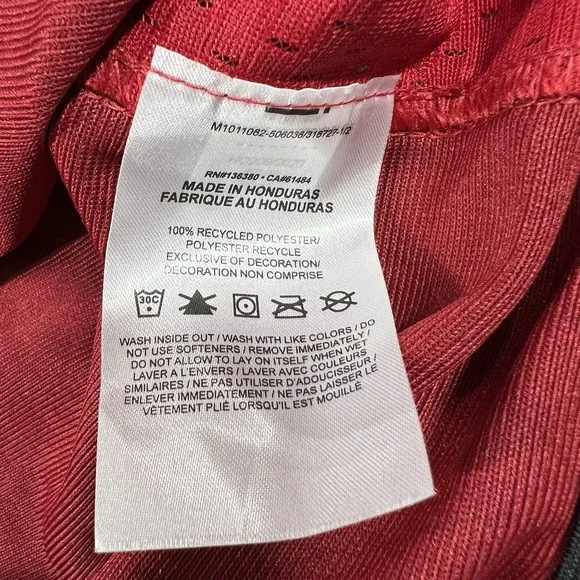 M1011082-506038/318727-1/2
RN#136380 • CA#61484
MADE IN HONDURAS
FABRIQUE AU HONDURAS
100% RECYCLED POLYESTER/
POLYESTER RECYCLE
EXCLUSIVE OF DECORATION/
DECORATION NON COMPRISE
30C
WASH INSIDE OUT / WASH WITH LIKE COLORS / DO
NOT USE SOFTENERS / REMOVE IMMEDIATELY /
DO NOT ALLOW TO LAY ON ITSELF WHEN WET
LAVER A L'ENVERS / LAVER AVEC COULEURS
SIMILAIRES / NE PAS UTILISER D'ADOUCISSEUR /
ENLEVER IMMEDIATEMENT / NE PAS LAISSER LE
VÊTEMENT PLIÉ LORSQU'IL EST MOUILLÉ